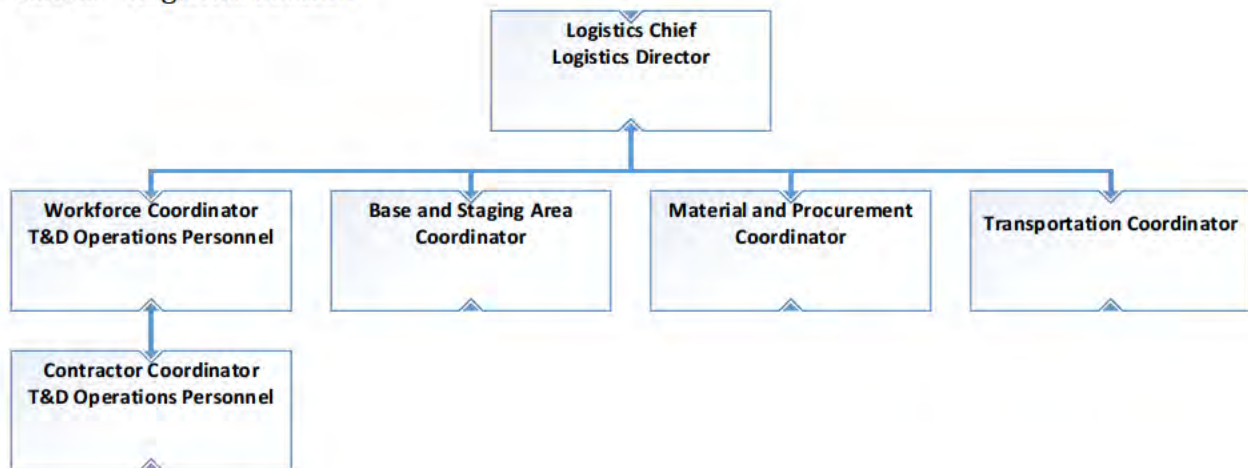 Logistics Chief
Logistics Director
Workforce Coordinator
T&D Operations Personnel
Base and Staging Area
Coordinator
Material and Procurement
Coordinator
Transportation Coordinator
Contractor Coordinator
T&D Operations Personnel